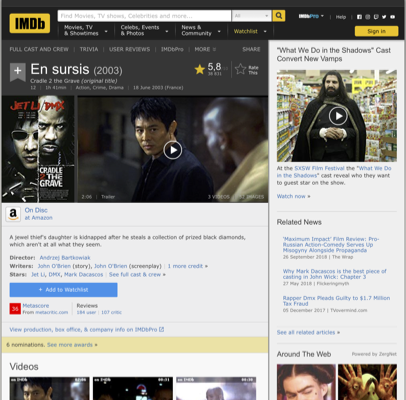 IMDb
Find Movies, TV shows, Celebrities and more...
All
IMDbPro
Help
Movies, TV & Showtimes
Celebs, Events & Photos
News & Community
Watchlist
Sign in
FULL CAST AND CREW | TRIVIA | USER REVIEWS | IMDbPro | MORE
SHARE
En sursis (2003)
Cradle 2 the Grave (original title)
12 | 1h 41min | Action, Crime, Drama | 18 June 2003 (France)
5,8
Rate This
JET LI DMX
CRADLE 2 THE GRAVE
2:06 | Trailer
3 VIDEOS
IMAGES
On Disc
at Amazon
A jewel thief's daughter is kidnapped after he steals a collection of prized black diamonds,
which aren't at all what they seem.
Director: Andrzej Bartkowiak
Writers: John O'Brien (story), John O'Brien (screenplay) | 1 more credit »
Stars: Jet Li, DMX, Mark Dacascos | See full cast & crew »
+ Add to Watchlist
36
Metascore
From metacritic.com
Reviews
184 user | 107 critic
View production, box office, & company info on IMDbPro
6 nominations. See more awards »
Videos
"What We Do in the Shadows" Cast
Convert New Vamps
At the SXSW Film Festival the "What We Do
in the Shadows" cast reveal who they want
to guest star on the show.
Watch now »
Related News
'Maximum Impact' Film Review: Pro-
Russian Action-Comedy Serves Up
Misogyny Alongside Propaganda
26 September 2018 | The Wrap
Why Mark Dacascos is the best piece of
casting in John Wick: Chapter 3
27 May 2018 | Flickeringmyth
Rapper Dmx Pleads Guilty to $1.7 Million
Tax Fraud
05 December 2017 | TVovermind.com
See all related articles »
Around The Web
Powered by ZergNet